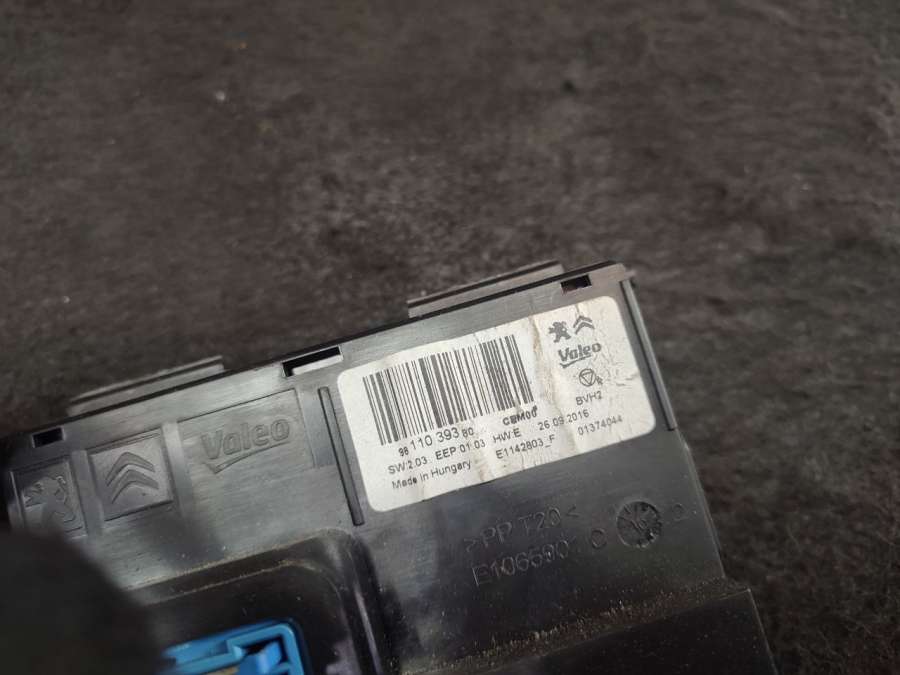 Valeo
BVH2
98 110 393 80 CEM00
SW:2.03 EEP:01.03 HW:E 26.09.2016
Made in Hungary E1142803_F 01374044
Valeo
>PP T20<